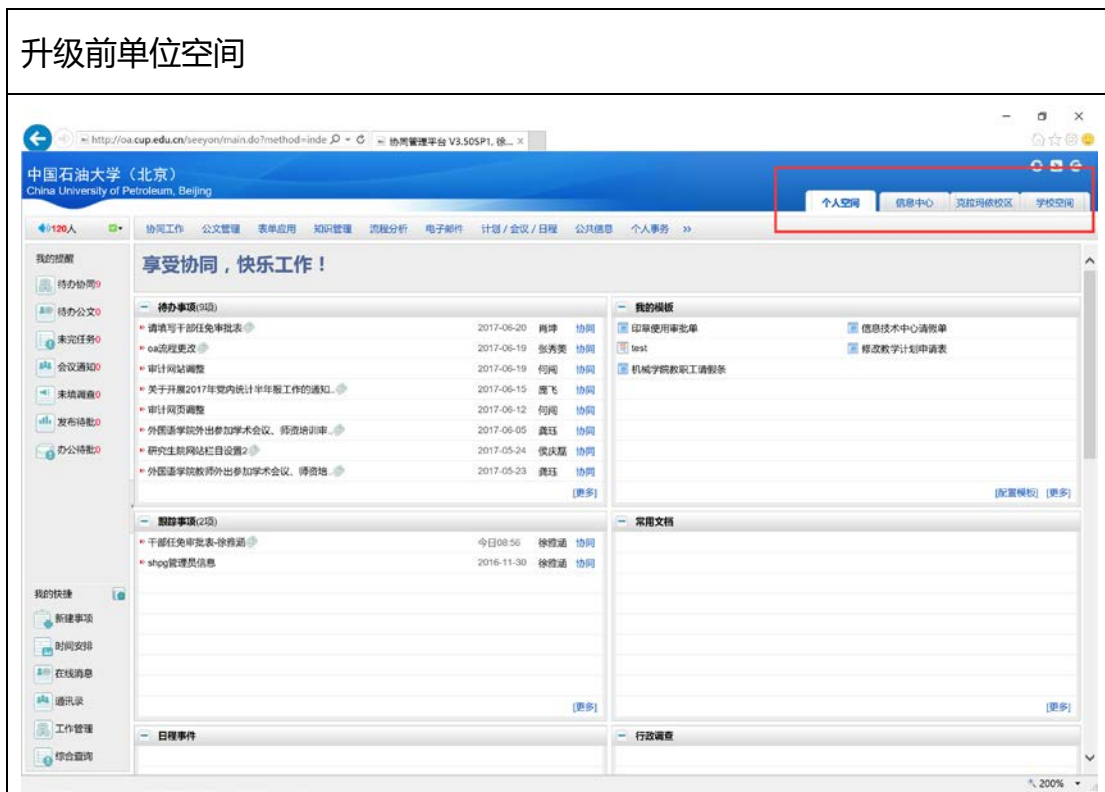 升级前单位空间
http://oa.cup.edu.cn/seeyon/main.do?method=inde
协同管理平台 V3.50SP1, 徐...
中国石油大学（北京）
China University of Petroleum, Beijing
个人空间 信息中心 克拉玛依校区 学校空间
120人
协同工作 公文管理 表单应用 知识管理 流程分析 电子邮件 计划 / 会议 / 日程 公共信息 个人事务 »
我的提醒
待办协同9
待办公文0
未完任务0
会议通知0
未填调查0
发布待批0
办公待批0
享受协同，快乐工作！
待办事项(9项)
请填写干部任免审批表 2017-06-20 肖坤 协同
oa流程更改 2017-06-19 张秀美 协同
审计网站调整 2017-06-19 何闯 协同
关于开展2017年党内统计半年报工作的通知... 2017-06-15 庞飞 协同
审计网页调整 2017-06-12 何闯 协同
外国语学院外出参加学术会议、师资培训审... 2017-06-05 龚珏 协同
研究生院网站栏目设置2 2017-05-24 侯庆磊 协同
外国语学院教师外出参加学术会议、师资培... 2017-05-23 龚珏 协同
[更多]
我的模板
印章使用审批单 信息技术中心请假单
test 修改教学计划申请表
机械学院教职工请假条
[配置模板] [更多]
跟踪事项(2项)
干部任免审批表-徐雅涵 今日08:56 徐雅涵 协同
shpg管理员信息 2016-11-30 徐雅涵 协同
[更多]
常用文档
[更多]
我的快捷
新建事项
时间安排
在线消息
通讯录
工作管理
综合查询
日程事件
行政调查
200%